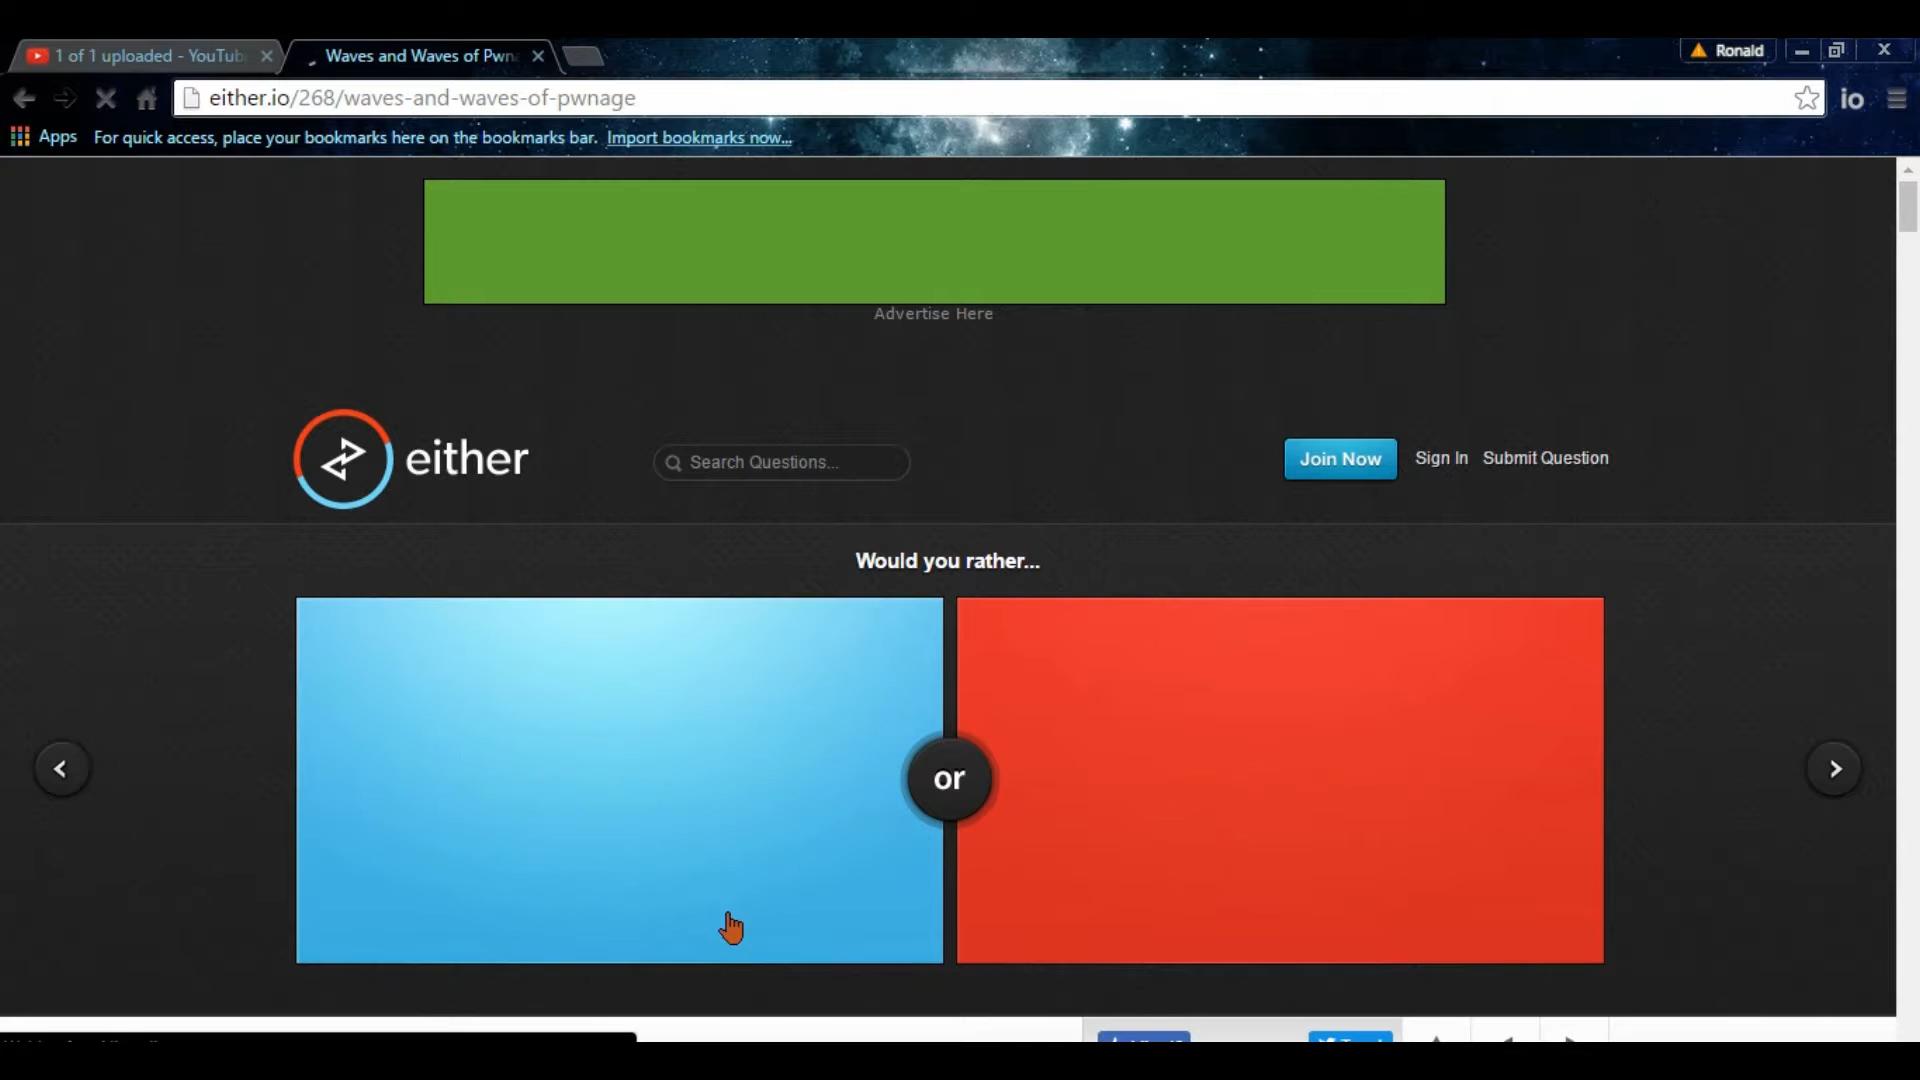 1 of 1 uploaded - YouTub
Waves and Waves of Pwn
Ronald
either.io/268/waves-and-waves-of-pwnage
io
Apps
For quick access, place your bookmarks here on the bookmarks bar. Import bookmarks now...
Advertise Here
either
Search Questions...
Join Now
Sign In
Submit Question
Would you rather...
or